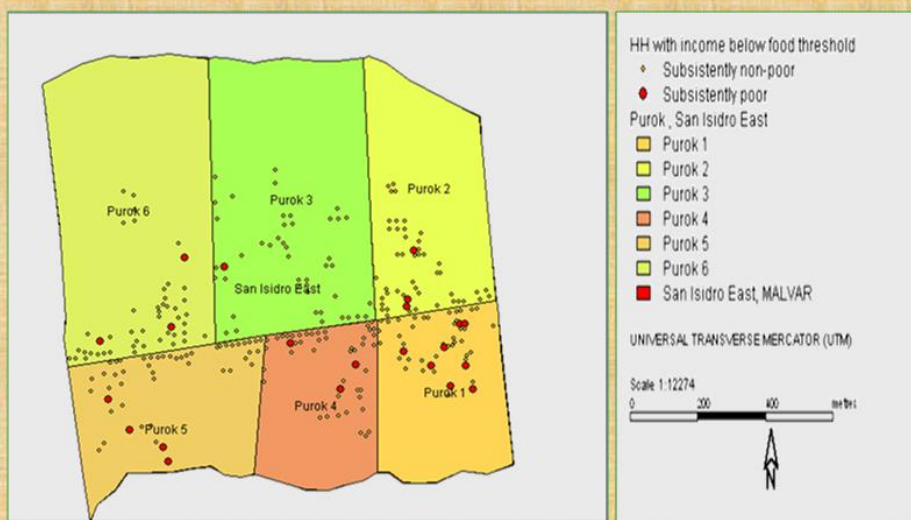 Purok 3
Purok 2
Purok 6
San Isidro East
Purok 4
Purok 1
Purok 5
HH with income below food threshold
Subsistently non-poor
Subsistently poor
Purok , San Isidro East
Purok 1
Purok 2
Purok 3
Purok 4
Purok 5
Purok 6
San Isidro East, MALVAR
UNIVERSAL TRANSVERSE MERCATOR (UTM)
Scale 1:12274
0 200 400 metres
N